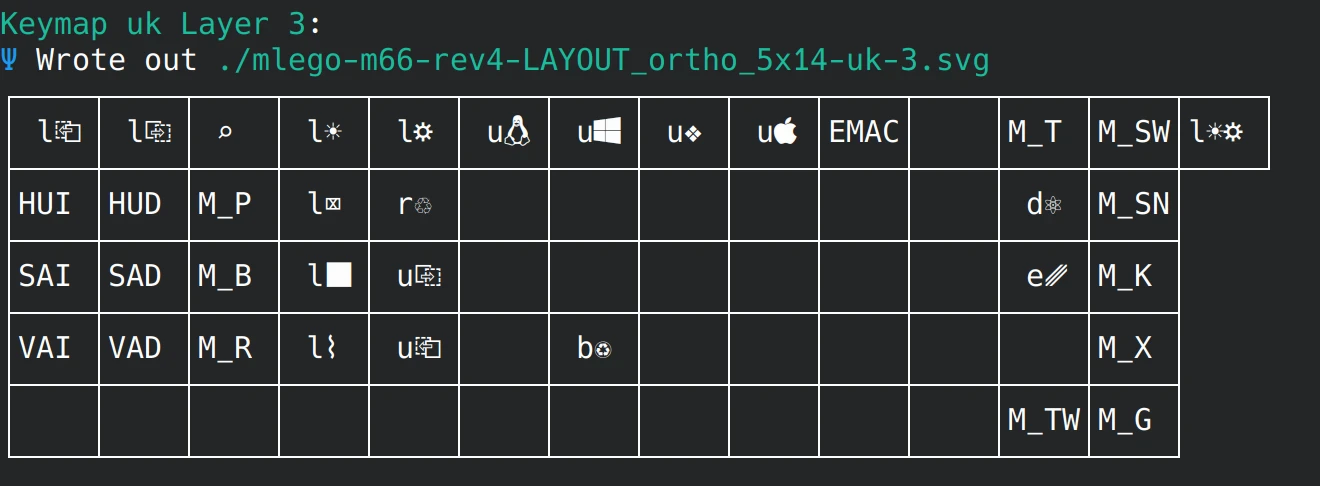 Keymap uk Layer 3:
Ψ Wrote out ./mlego-m66-rev4-LAYOUT_ortho_5x14-uk-3.svg
l l ⌕ l☀ l⛭ u u u❖ u EMAC M_T M_SW l☀⛭
HUI HUD M_P l⌧ r♲ d⚛ M_SN
SAI SAD M_B l█ u e☄ M_K
VAI VAD M_R l⌇ u b♼ M_X
M_TW M_G